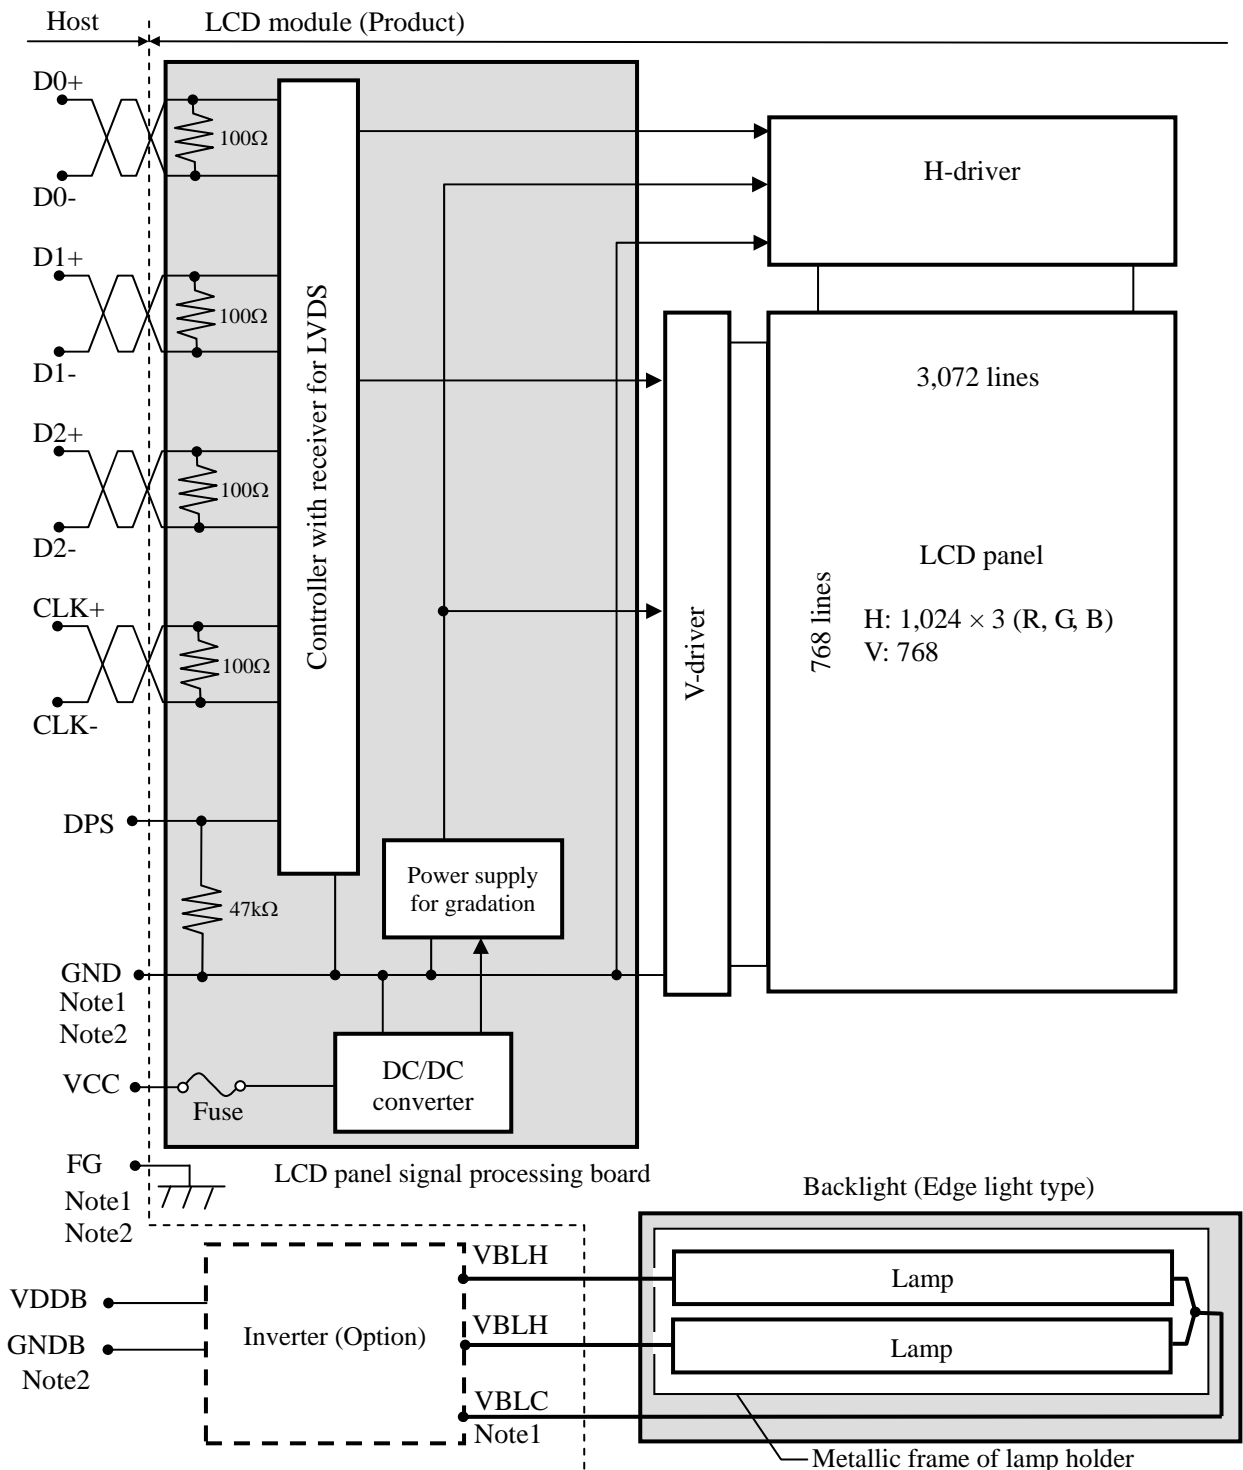 Host
LCD module (Product)
D0+
100Ω
D0-
H-driver
D1+
100Ω
D1-
Controller with receiver for LVDS
3,072 lines
D2+
100Ω
D2-
LCD panel
768 lines
H: 1,024 × 3 (R, G, B)
V: 768
V-driver
CLK+
100Ω
CLK-
DPS
47kΩ
Power supply
for gradation
GND
Note1
Note2
VCC
Fuse
DC/DC
converter
FG
Note1
Note2
LCD panel signal processing board
Backlight (Edge light type)
VBLH
Lamp
VDDB
Inverter (Option)
VBLH
Lamp
GNDB
Note2
VBLC
Note1
Metallic frame of lamp holder